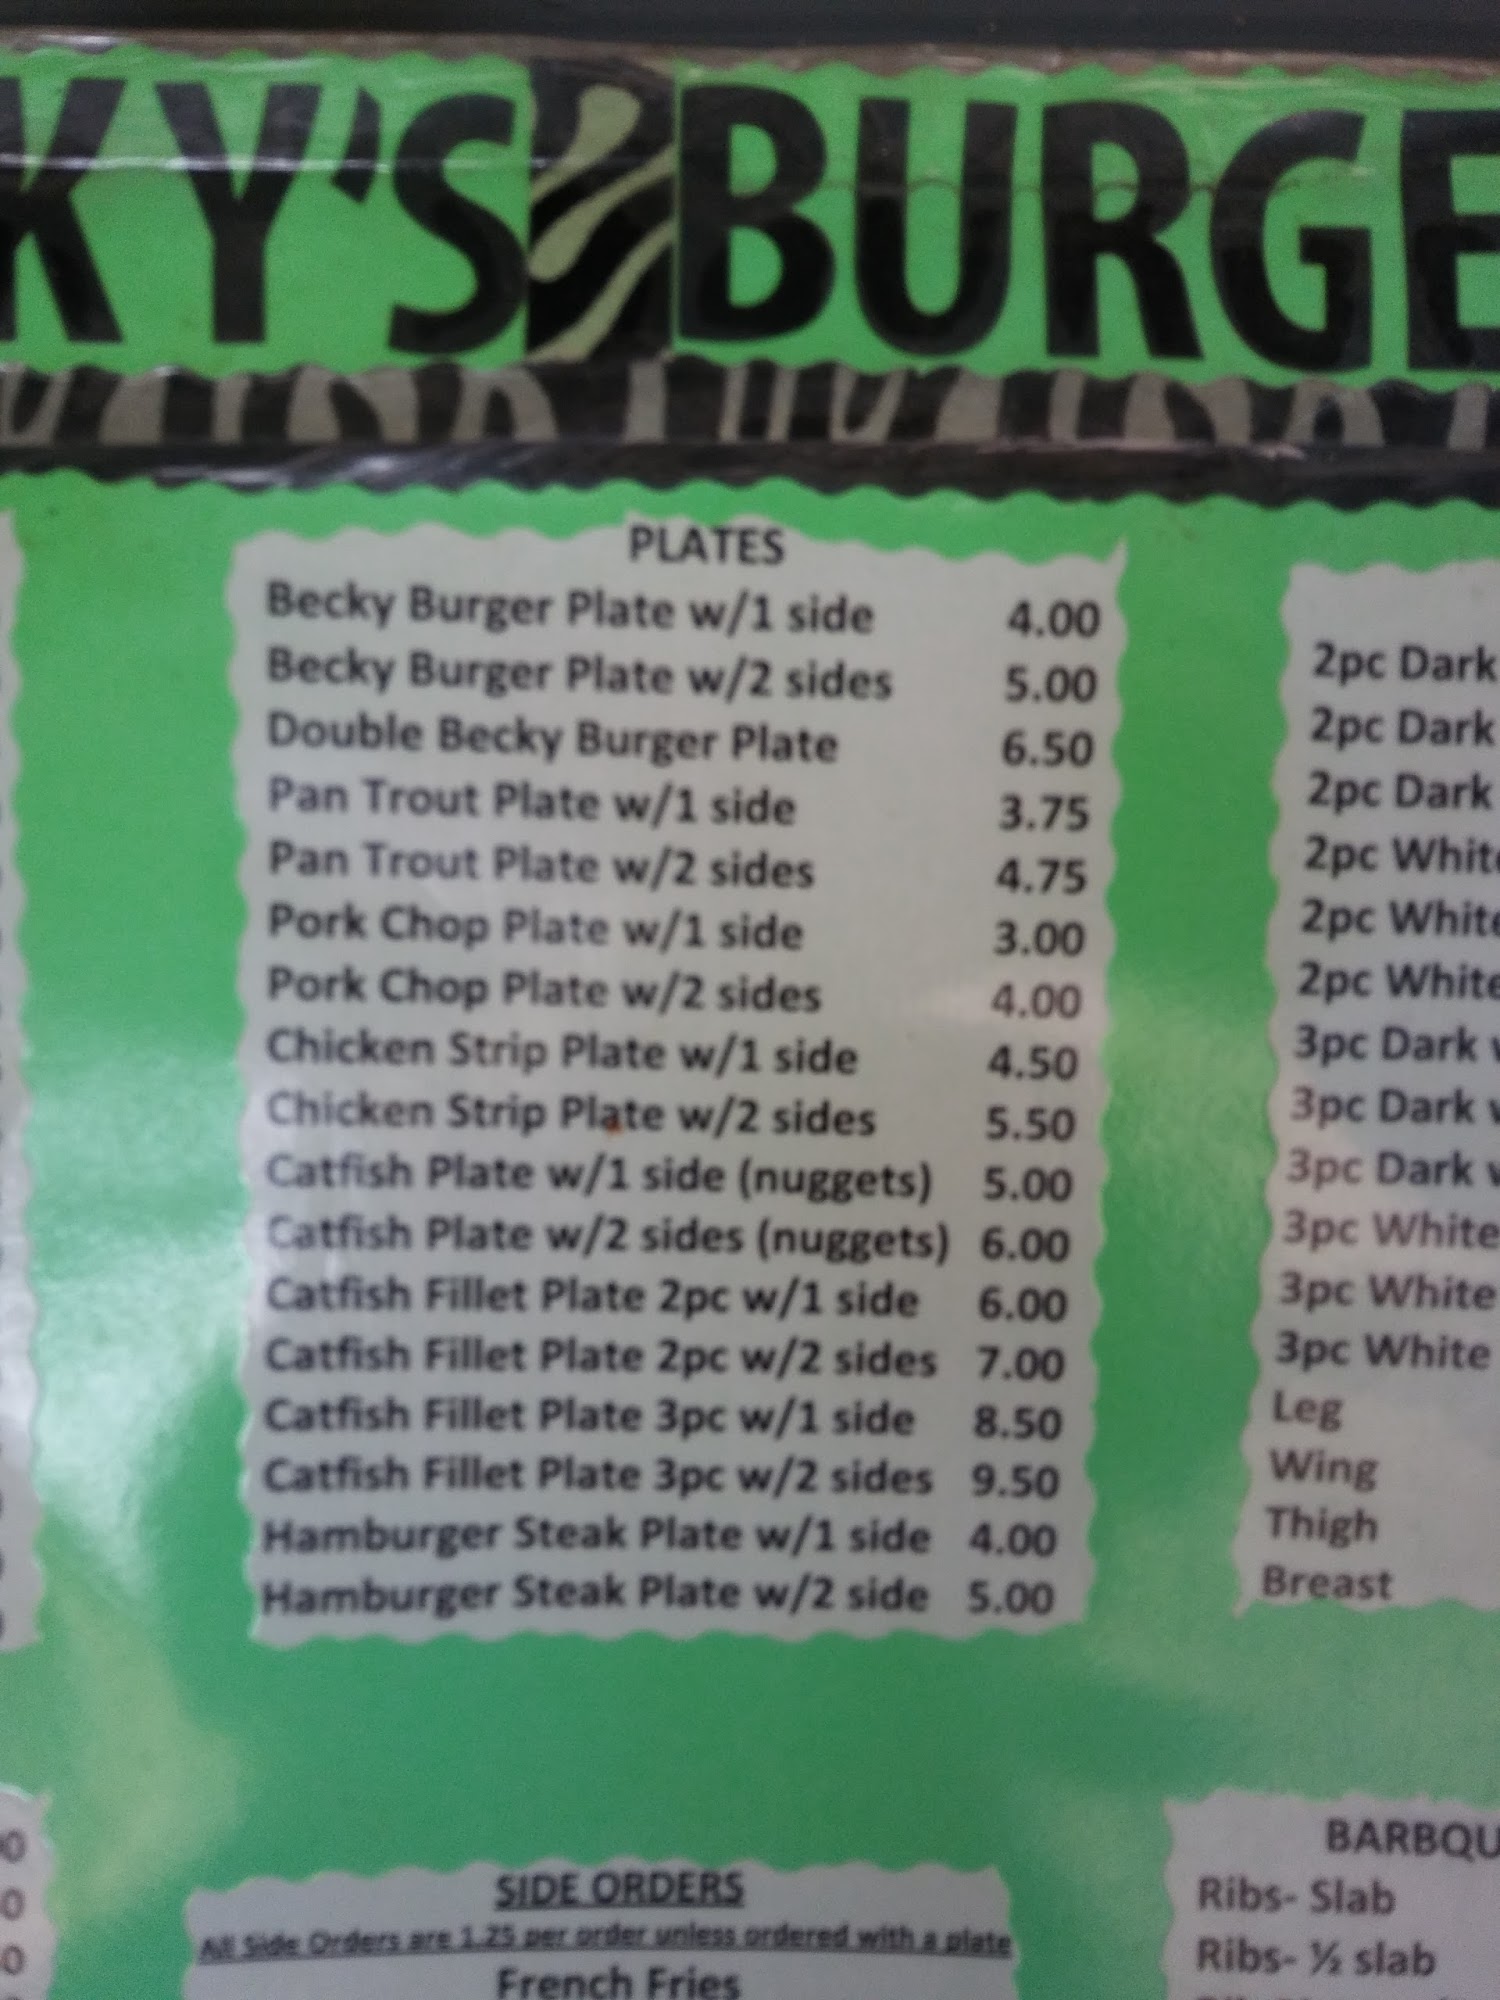 KY'S BURGE
PLATES
Becky Burger Plate w/1 side 4.00
Becky Burger Plate w/2 sides 5.00
Double Becky Burger Plate 6.50
Pan Trout Plate w/1 side 3.75
Pan Trout Plate w/2 sides 4.75
Pork Chop Plate w/1 side 3.00
Pork Chop Plate w/2 sides 4.00
Chicken Strip Plate w/1 side 4.50
Chicken Strip Plate w/2 sides 5.50
Catfish Plate w/1 side (nuggets) 5.00
Catfish Plate w/2 sides (nuggets) 6.00
Catfish Fillet Plate 2pc w/1 side 6.00
Catfish Fillet Plate 2pc w/2 sides 7.00
Catfish Fillet Plate 3pc w/1 side 8.50
Catfish Fillet Plate 3pc w/2 sides 9.50
Hamburger Steak Plate w/1 side 4.00
Hamburger Steak Plate w/2 side 5.00
2pc Dark
2pc Dark
2pc Dark
2pc White
2pc White
2pc White
3pc Dark
3pc Dark
3pc Dark
3pc White
3pc White
3pc White
Leg
Wing
Thigh
Breast
SIDE ORDERS
All Side Orders are 1.25 per order unless ordered with a plate
French Fries
BARBQU
Ribs- Slab
Ribs- ½ slab